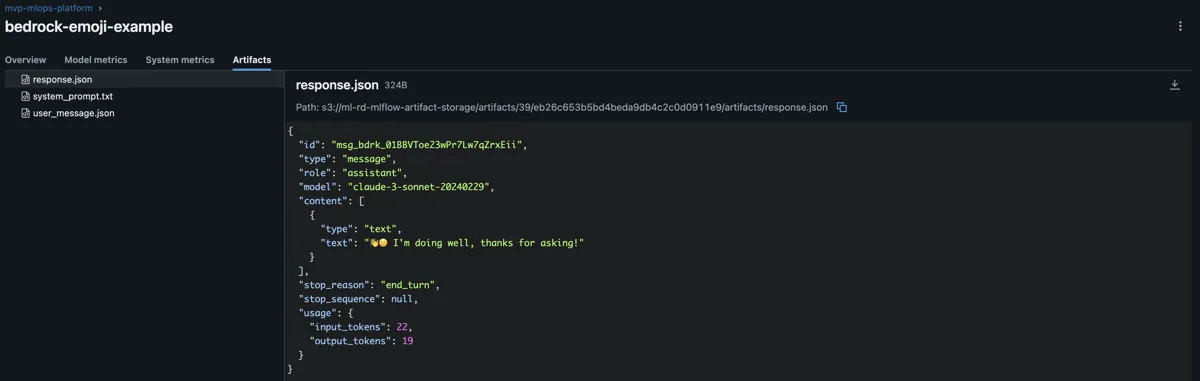 mvp-mlops-platform ›
bedrock-emoji-example
Overview Model metrics System metrics Artifacts
response.json
system_prompt.txt
user_message.json
response.json 324B
Path: s3://ml-rd-mlflow-artifact-storage/artifacts/39/eb26c653b5bd4beda9db4c2c0d0911e9/artifacts/response.json
{
"id": "msg_bdrk_01BBVToe23wPr7Lw7qZrxEii",
"type": "message",
"role": "assistant",
"model": "claude-3-sonnet-20240229",
"content": [
{
"type": "text",
"text": "👋😊 I'm doing well, thanks for asking!"
}
],
"stop_reason": "end_turn",
"stop_sequence": null,
"usage": {
"input_tokens": 22,
"output_tokens": 19
}
}